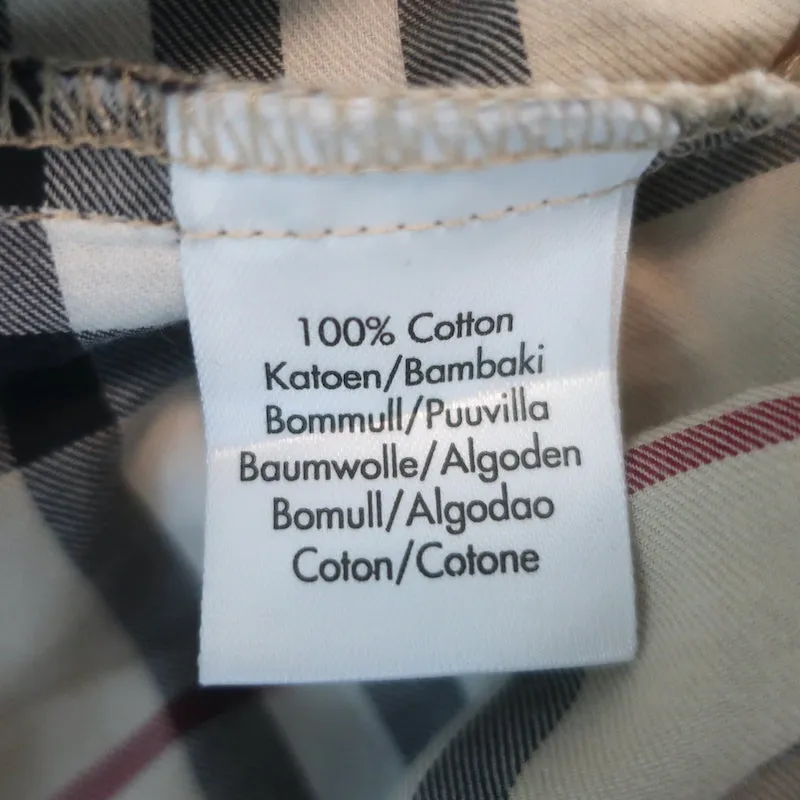 100% Cotton
Katoen/Bambaki
Bommull/Puuvilla
Baumwolle/Algoden
Bomull/Algodao
Coton/Cotone